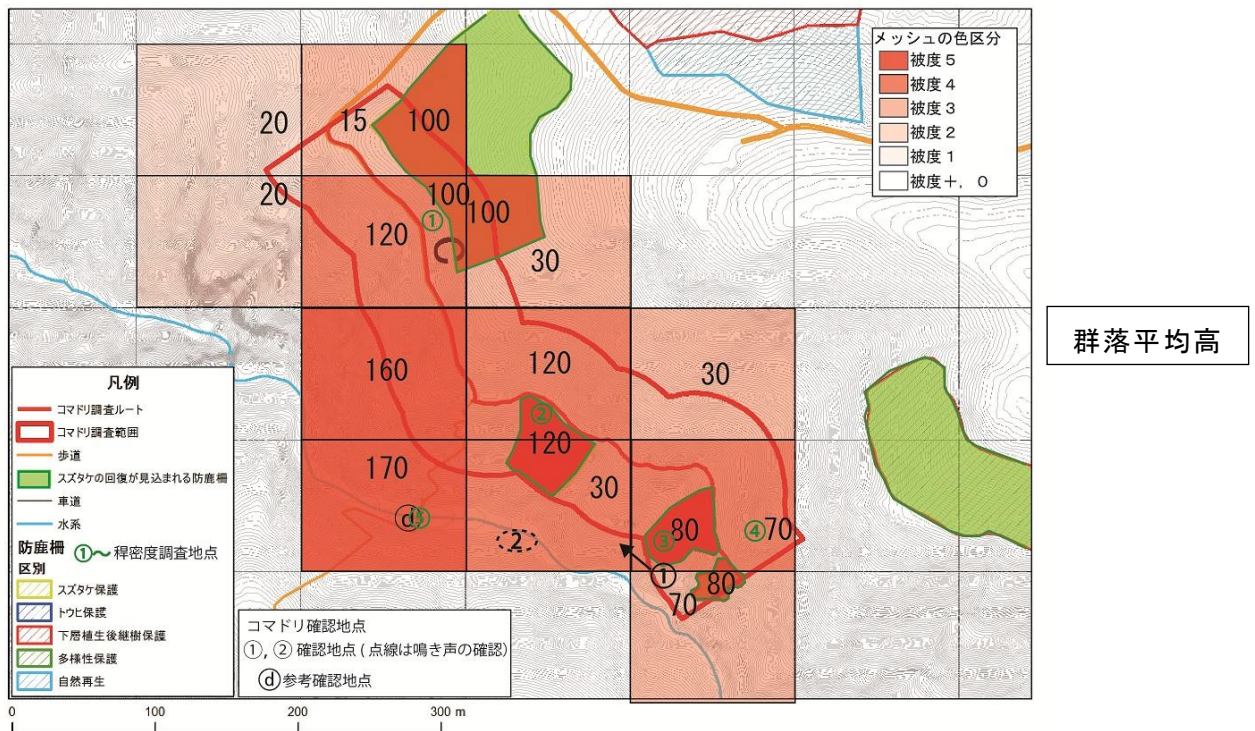 メッシュの色区分
被度5
被度4
被度3
被度2
被度1
被度+,0
20
15
100
20
100
100
120
①
C
30
160
120
30
②
120
170
30
d
⑤
2
80
③
④
70
①
80
70
群落平均高
凡例
コマドリ調査ルート
コマドリ調査範囲
歩道
スズタケの回復が見込まれる防鹿柵
車道
水系
防鹿柵
区別
①～稈密度調査地点
スズタケ保護
トウヒ保護
下層植生後継樹保護
多様性保護
自然再生
コマドリ確認地点
①,② 確認地点(点線は鳴き声の確認)
ⓓ参考確認地点
0 100 200 300 m